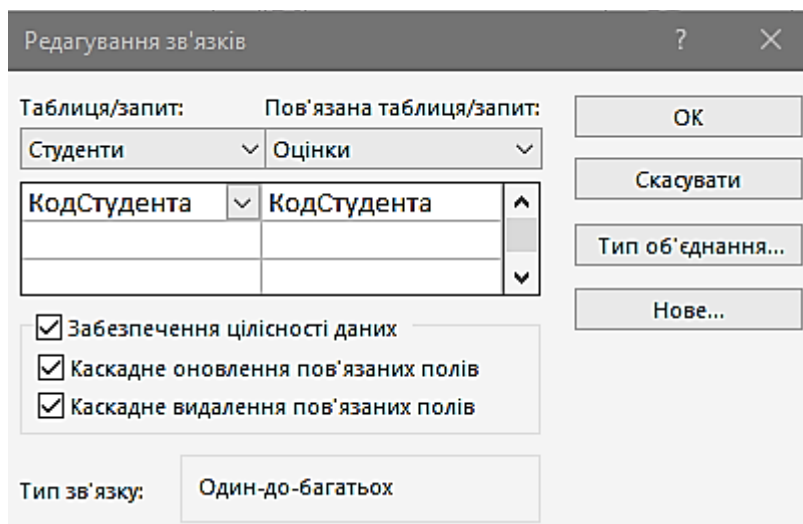 Редагування зв'язків ?
Таблиця/запит: Пов'язана таблиця/запит:
Студенти Оцінки
КодСтудента КодСтудента
Забезпечення цілісності даних
Каскадне оновлення пов'язаних полів
Каскадне видалення пов'язаних полів
Тип зв'язку: Один-до-багатьох
ОК
Скасувати
Тип об'єднання...
Нове...